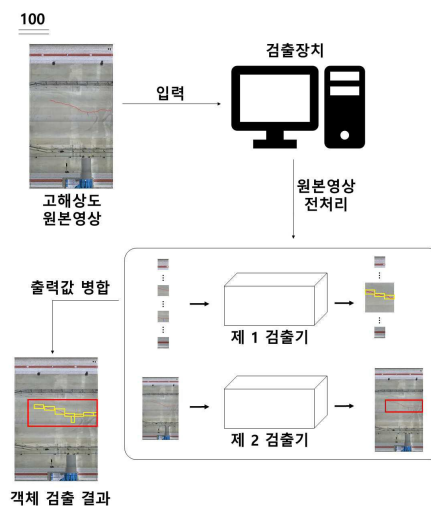 100
검출장치
입력
고해상도
원본영상
원본영상
전처리
출력값 병합
제 1 검출기
제 2 검출기
객체 검출 결과